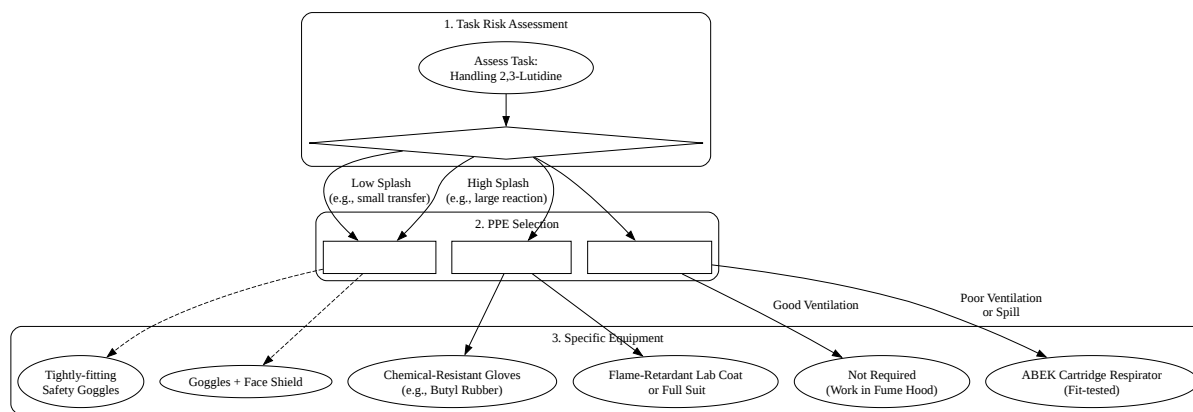 1. Task Risk Assessment
Assess Task:
Handling 2,3-Lutidine
Low Splash
(e.g., small transfer)
High Splash
(e.g., large reaction)
2. PPE Selection
Good Ventilation
Poor Ventilation
or Spill
3. Specific Equipment
Tightly-fitting
Safety Goggles
Goggles + Face Shield
Chemical-Resistant Gloves
(e.g., Butyl Rubber)
Flame-Retardant Lab Coat
or Full Suit
Not Required
(Work in Fume Hood)
ABEK Cartridge Respirator
(Fit-tested)